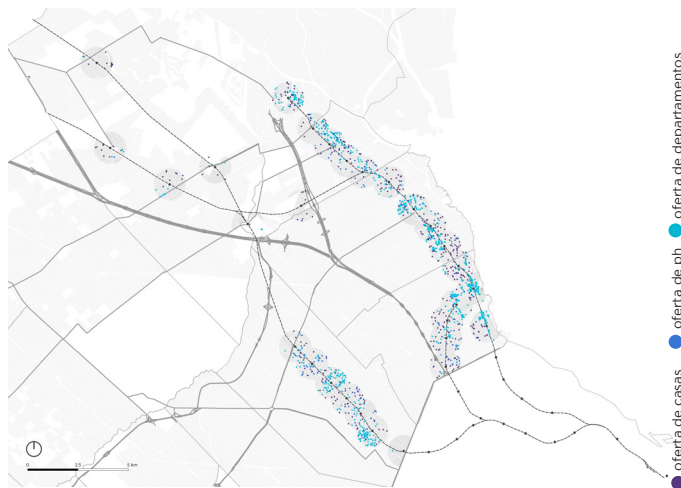 oferta de departamentos
oferta de ph
oferta de casas
0
2.5
5 km